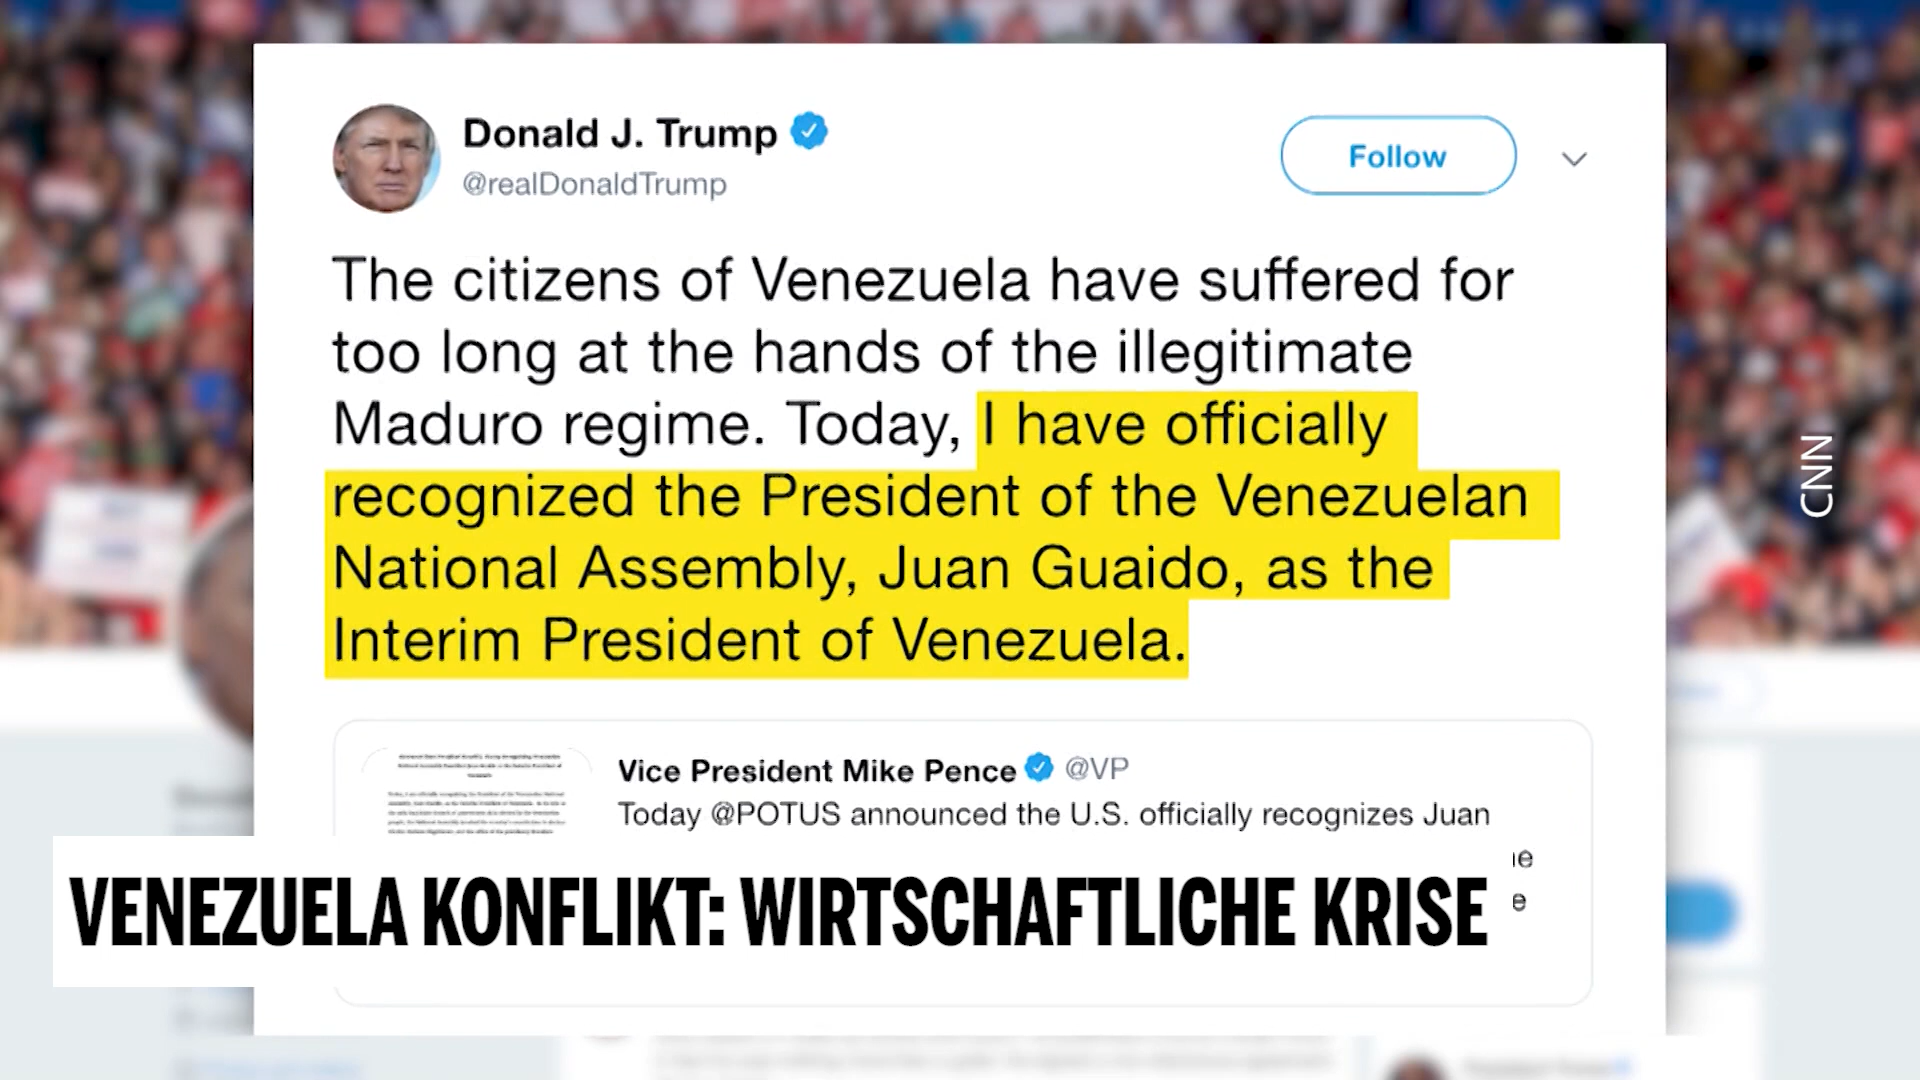 Donald J. Trump
@realDonaldTrump
Follow
The citizens of Venezuela have suffered for
too long at the hands of the illegitimate
Maduro regime. Today, I have officially
recognized the President of the Venezuelan
National Assembly, Juan Guaido, as the
Interim President of Venezuela.
CNN
Vice President Mike Pence @VP
Today @POTUS announced the U.S. officially recognizes Juan
VENEZUELA KONFLIKT: WIRTSCHAFTLICHE KRISE